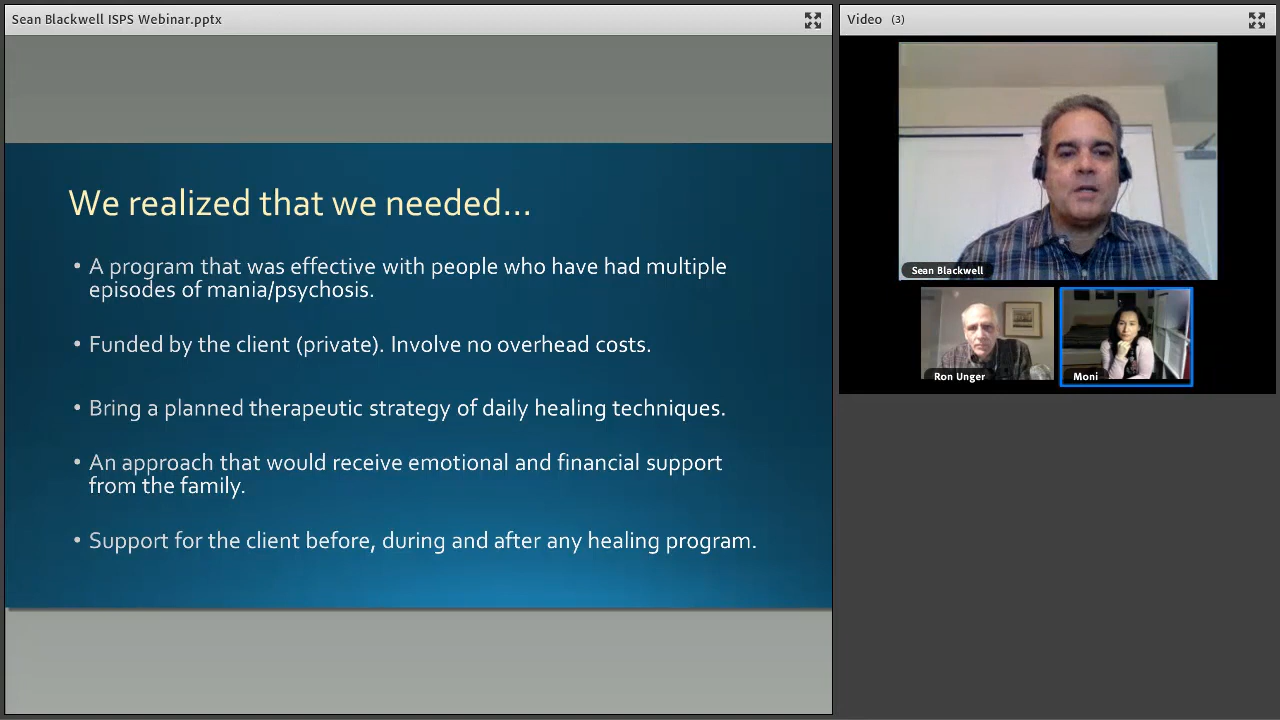 Sean Blackwell ISPS Webinar.pptx
Video (3)
We realized that we needed...
• A program that was effective with people who have had multiple
episodes of mania/psychosis.
• Funded by the client (private). Involve no overhead costs.
• Bring a planned therapeutic strategy of daily healing techniques.
• An approach that would receive emotional and financial support
from the family.
• Support for the client before, during and after any healing program.
Sean Blackwell
Ron Unger
Moni